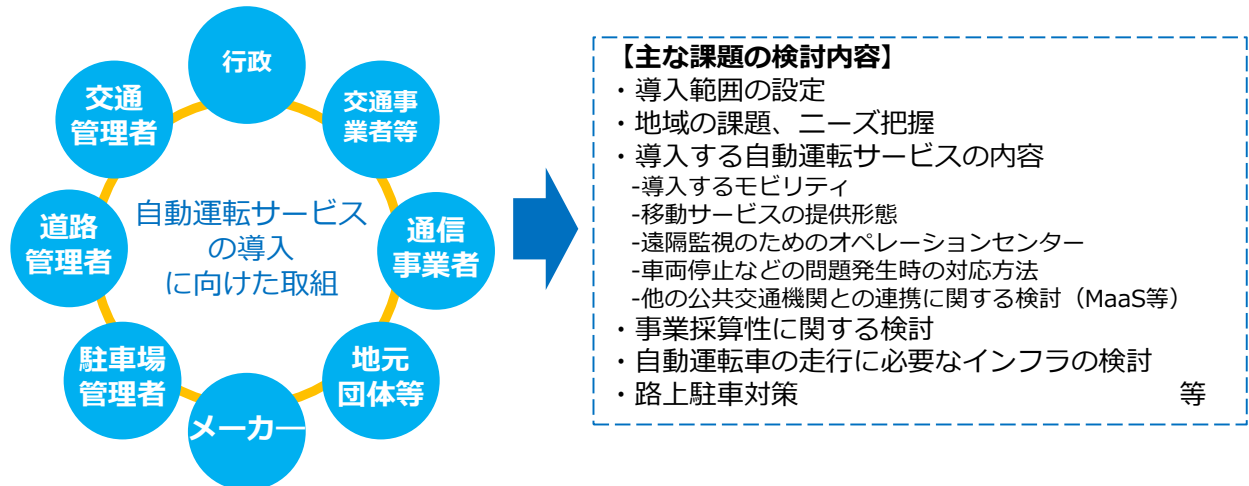 行政
交通事
業者等
通信
事業者
地元
団体等
メーカー
駐車場
管理者
道路
管理者
交通
管理者
自動運転サービス
の導入
に向けた取組
【主な課題の検討内容】
・導入範囲の設定
・地域の課題、ニーズ把握
・導入する自動運転サービスの内容
-導入するモビリティ
-移動サービスの提供形態
-遠隔監視のためのオペレーションセンター
-車両停止などの問題発生時の対応方法
-他の公共交通機関との連携に関する検討（MaaS等）
・事業採算性に関する検討
・自動運転車の走行に必要なインフラの検討
・路上駐車対策 等